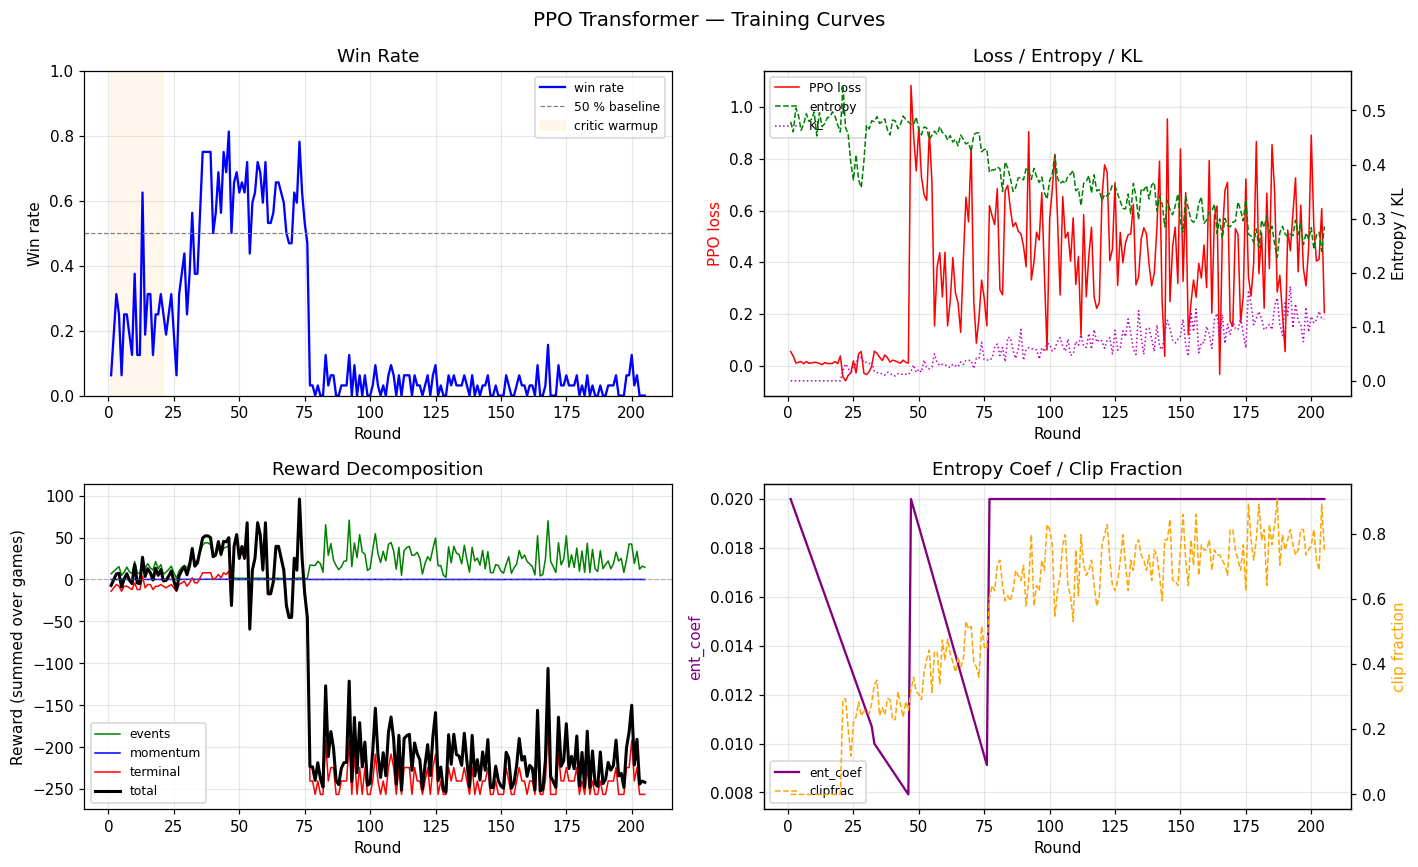 PPO Transformer — Training Curves
Win Rate
Win rate
1.0
0.8
0.6
0.4
0.2
0.0
win rate
50 % baseline
critic warmup
0
25
50
75
100
125
150
175
200
Round
Loss / Entropy / KL
PPO loss
1.0
0.8
0.6
0.4
0.2
0.0
PPO loss
entropy
KL
0.5
0.4
0.3
0.2
0.1
0.0
Entropy / KL
0
25
50
75
100
125
150
175
200
Round
Reward Decomposition
Reward (summed over games)
100
50
0
−50
−100
−150
−200
−250
events
momentum
terminal
total
0
25
50
75
100
125
150
175
200
Round
Entropy Coef / Clip Fraction
ent_coef
0.020
0.018
0.016
0.014
0.012
0.010
0.008
ent_coef
clipfrac
0.8
0.6
0.4
0.2
0.0
clip fraction
0
25
50
75
100
125
150
175
200
Round